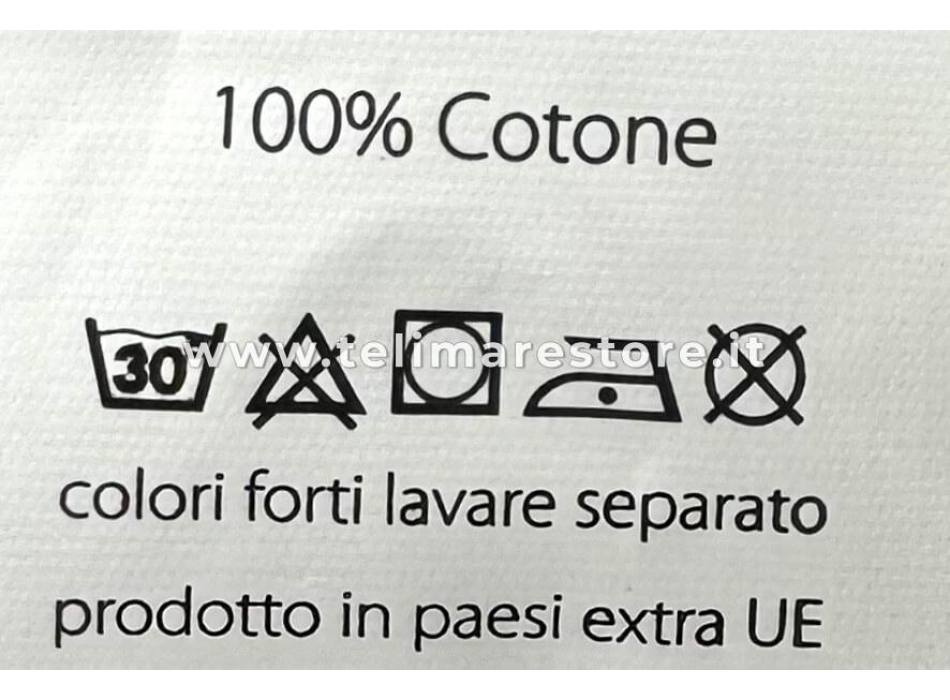 100% Cotone
30
www.telimarestore.it
colori forti lavare separato
prodotto in paesi extra UE